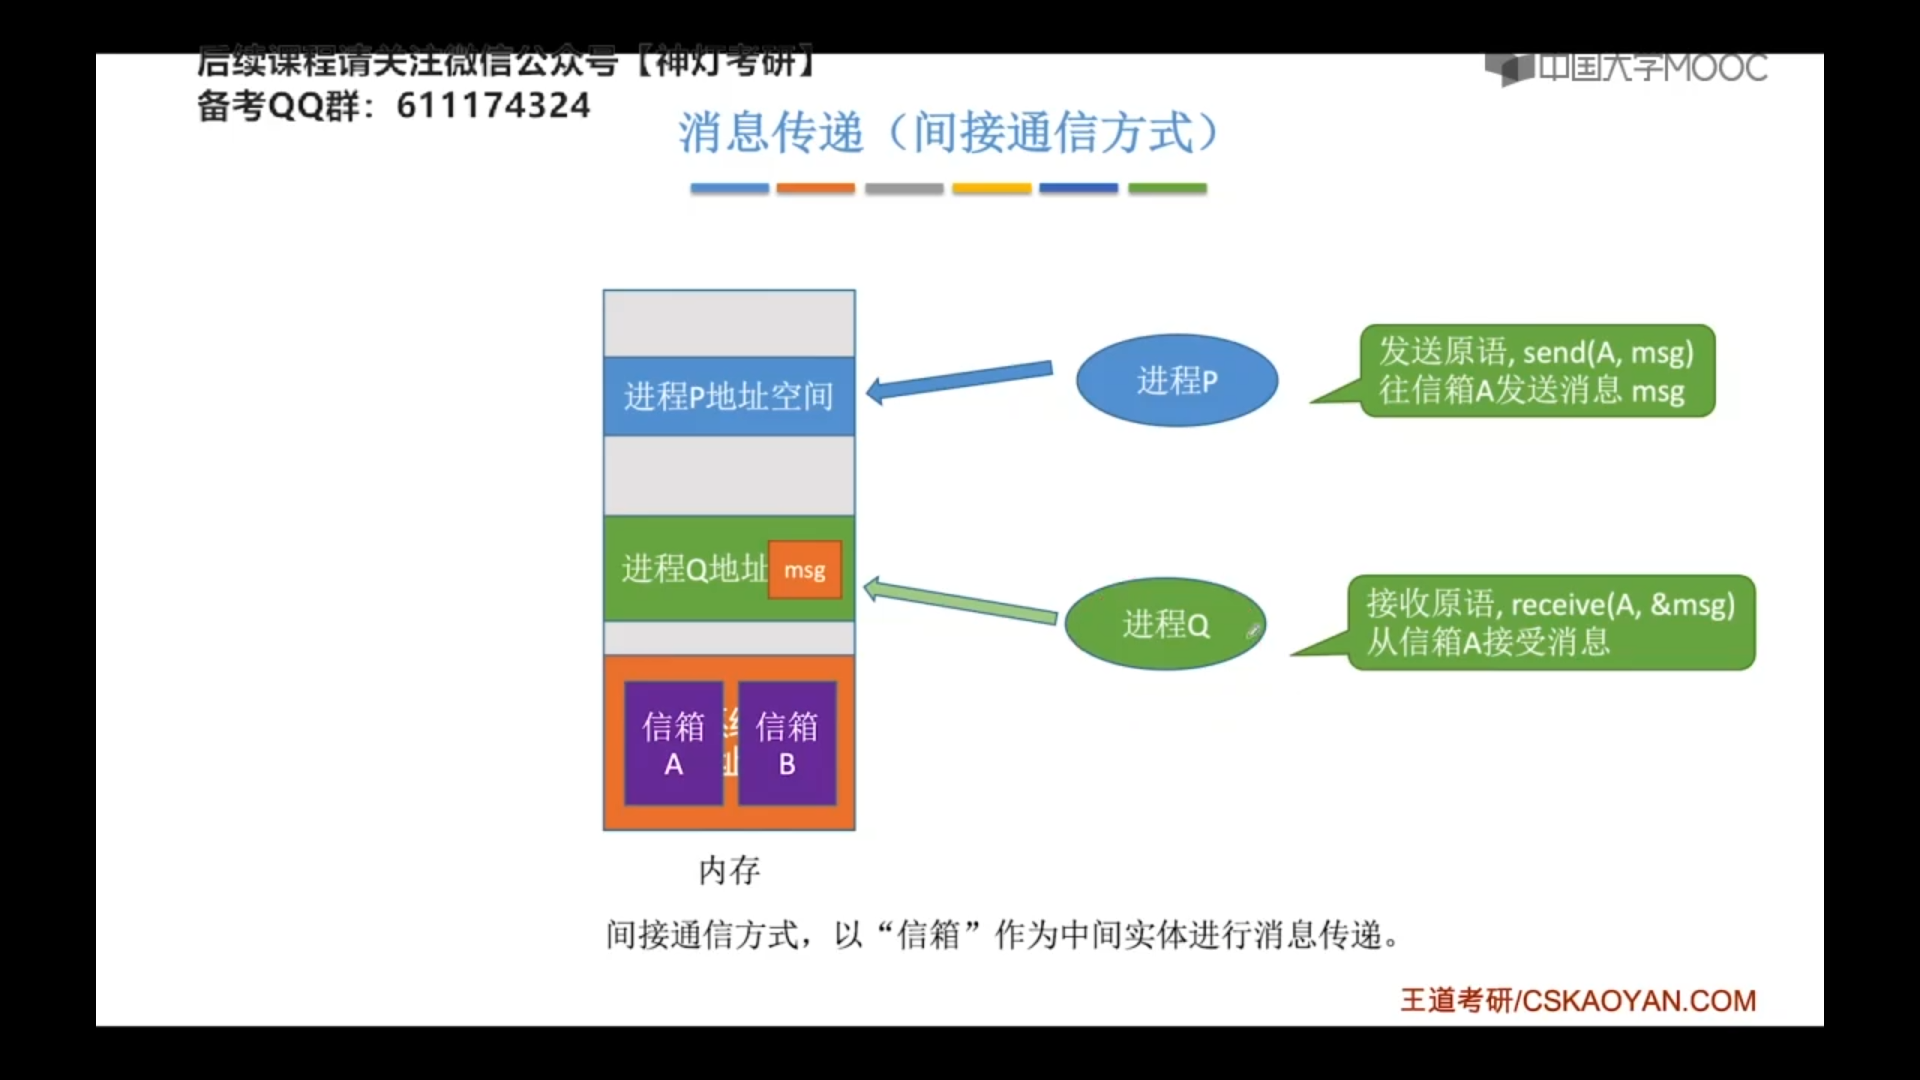 后续课程请关注微信公众号【神灯考研】
备考QQ群：611174324
中国大学MOOC
消息传递（间接通信方式）
进程P地址空间
进程P
发送原语, send(A, msg)
往信箱A发送消息 msg
进程Q地址
msg
进程Q
接收原语, receive(A, &msg)
从信箱A接受消息
信箱
A
信箱
B
内存
间接通信方式，以“信箱”作为中间实体进行消息传递。
王道考研/CSKAOYAN.COM